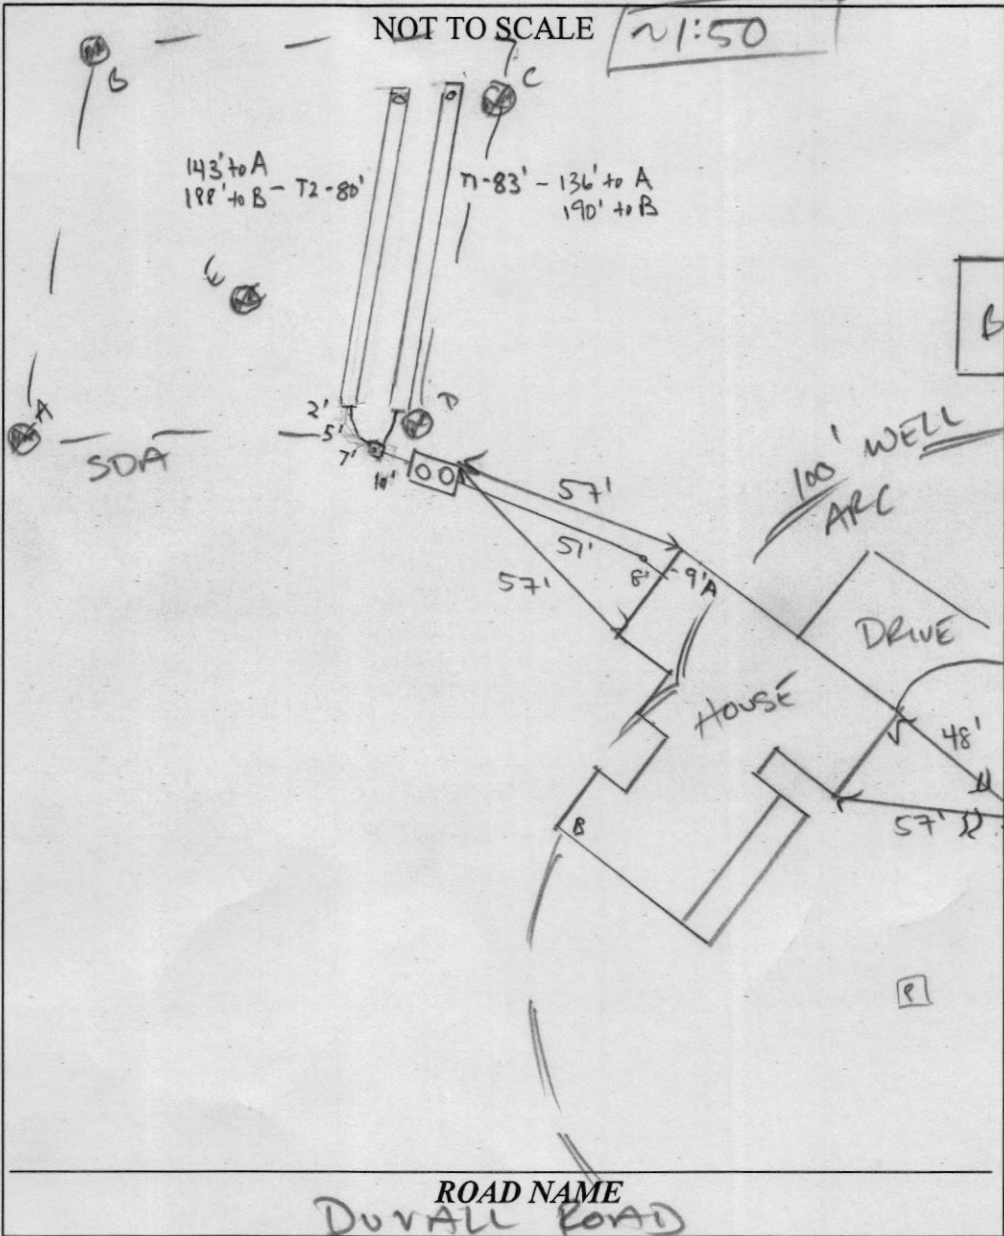 NOT TO SCALE
~1:50
B
C
143' to A
188' to B - T2-80'
T1-83' - 136' to A
190' to B
B
A
D
2'
5'
7'
10'
SDA
57'
51'
57'
8'
9'
A
100' WELL
ARC
DRIVE
HOUSE
48'
57'
B
P
ROAD NAME
DUVALL ROAD